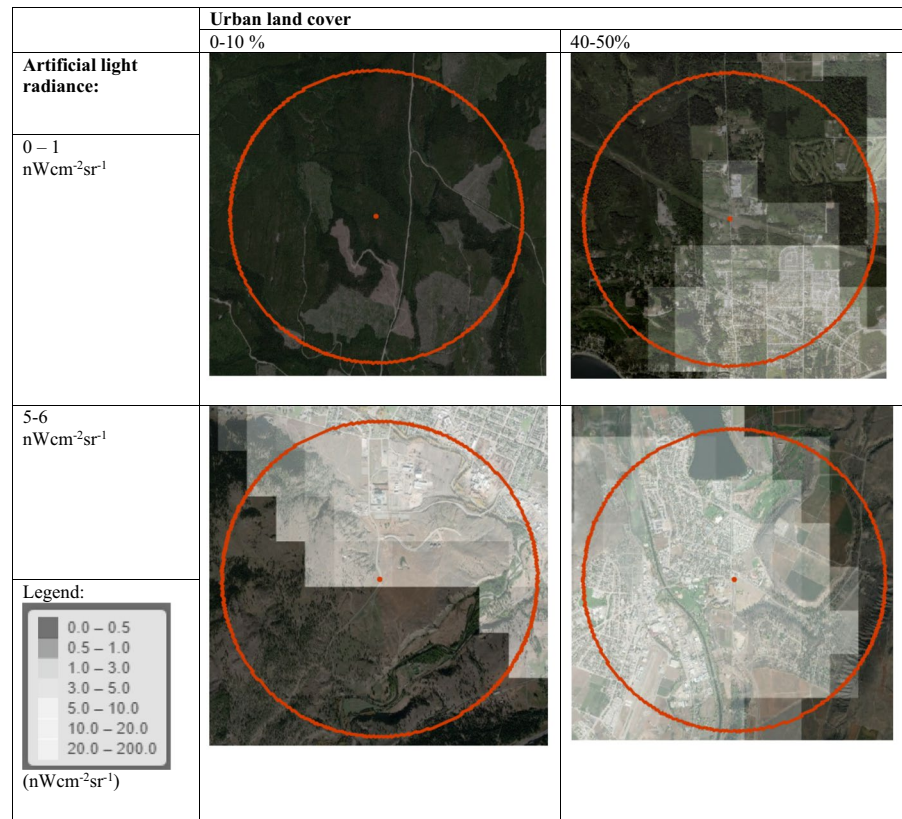 Urban land cover
0-10 %
40-50%
Artificial light
radiance:
0 – 1
nWcm-2sr-1
5-6
nWcm-2sr-1
Legend:
0.0 – 0.5
0.5 – 1.0
1.0 – 3.0
3.0 – 5.0
5.0 – 10.0
10.0 – 20.0
20.0 – 200.0
(nWcm-2sr-1)